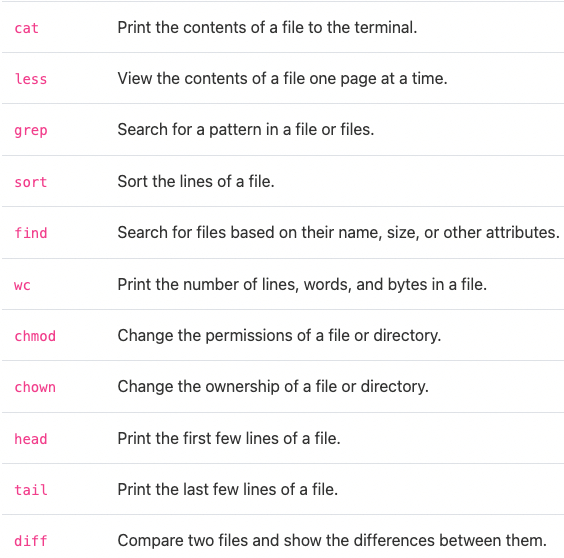 cat Print the contents of a file to the terminal.
less View the contents of a file one page at a time.
grep Search for a pattern in a file or files.
sort Sort the lines of a file.
find Search for files based on their name, size, or other attributes.
wc Print the number of lines, words, and bytes in a file.
chmod Change the permissions of a file or directory.
chown Change the ownership of a file or directory.
head Print the first few lines of a file.
tail Print the last few lines of a file.
diff Compare two files and show the differences between them.